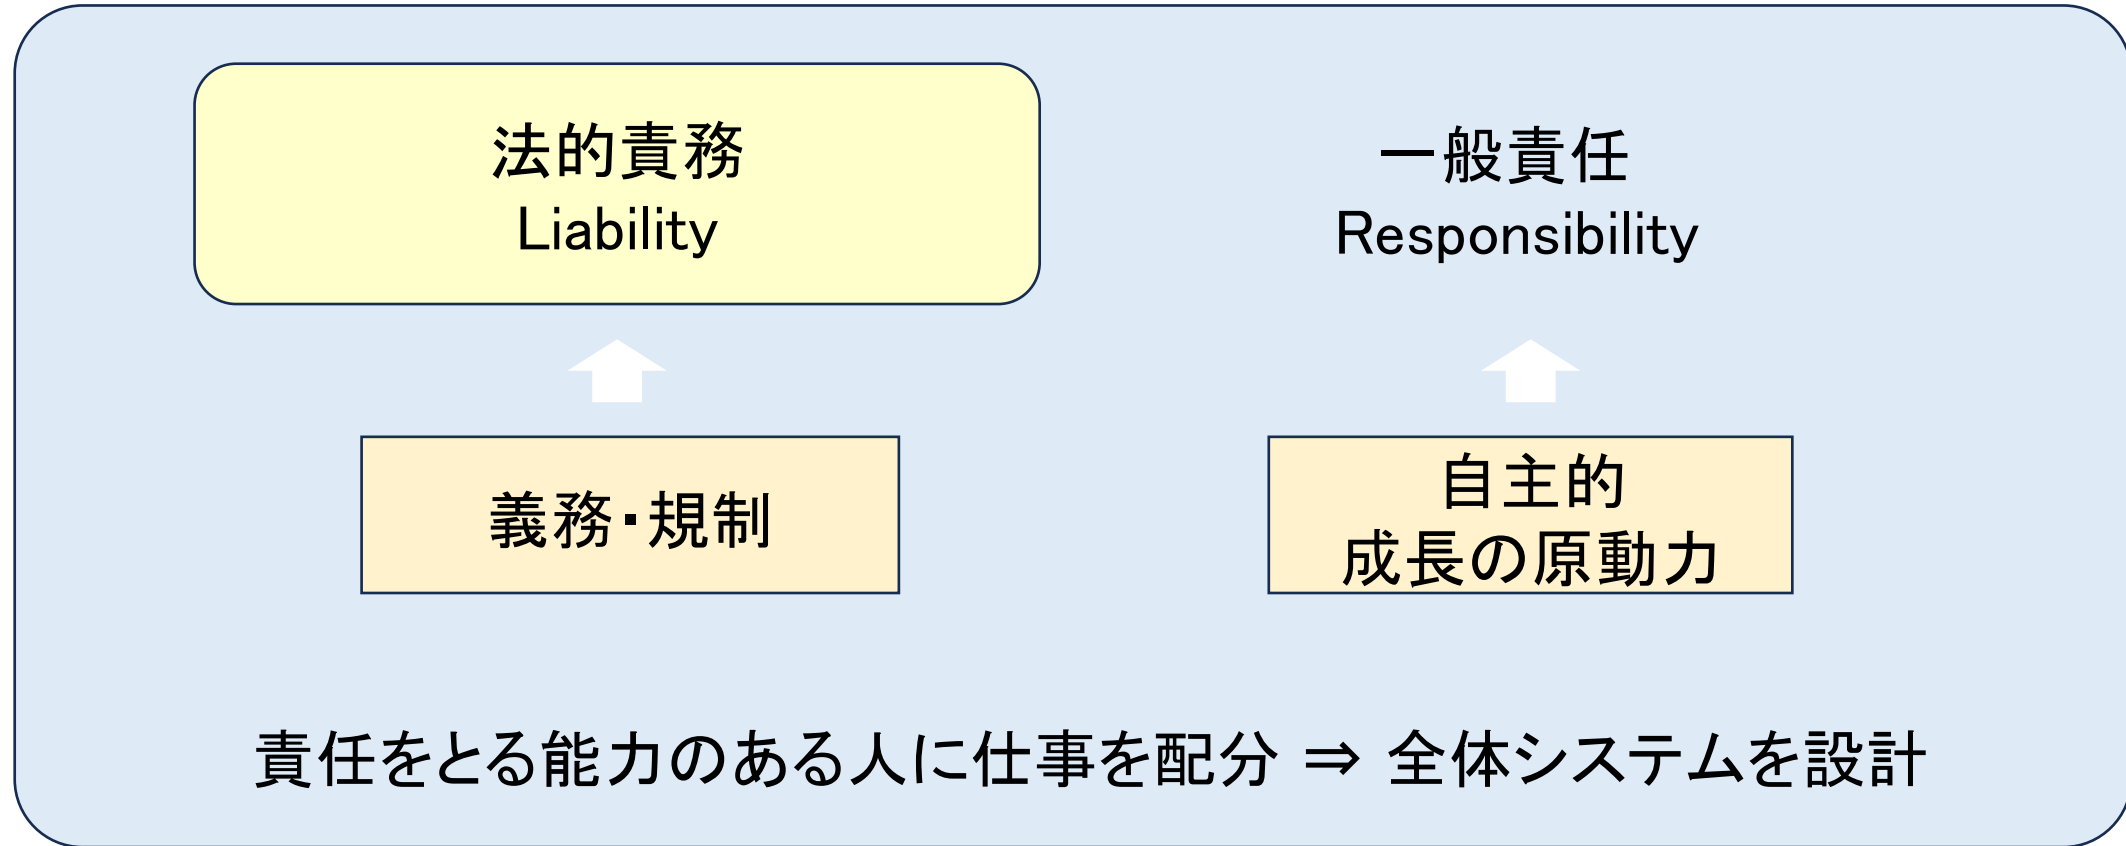 法的責務
Liability
一般責任
Responsibility
義務・規制
自主的
成長の原動力
責任をとる能力のある人に仕事を配分 ⇒ 全体システムを設計